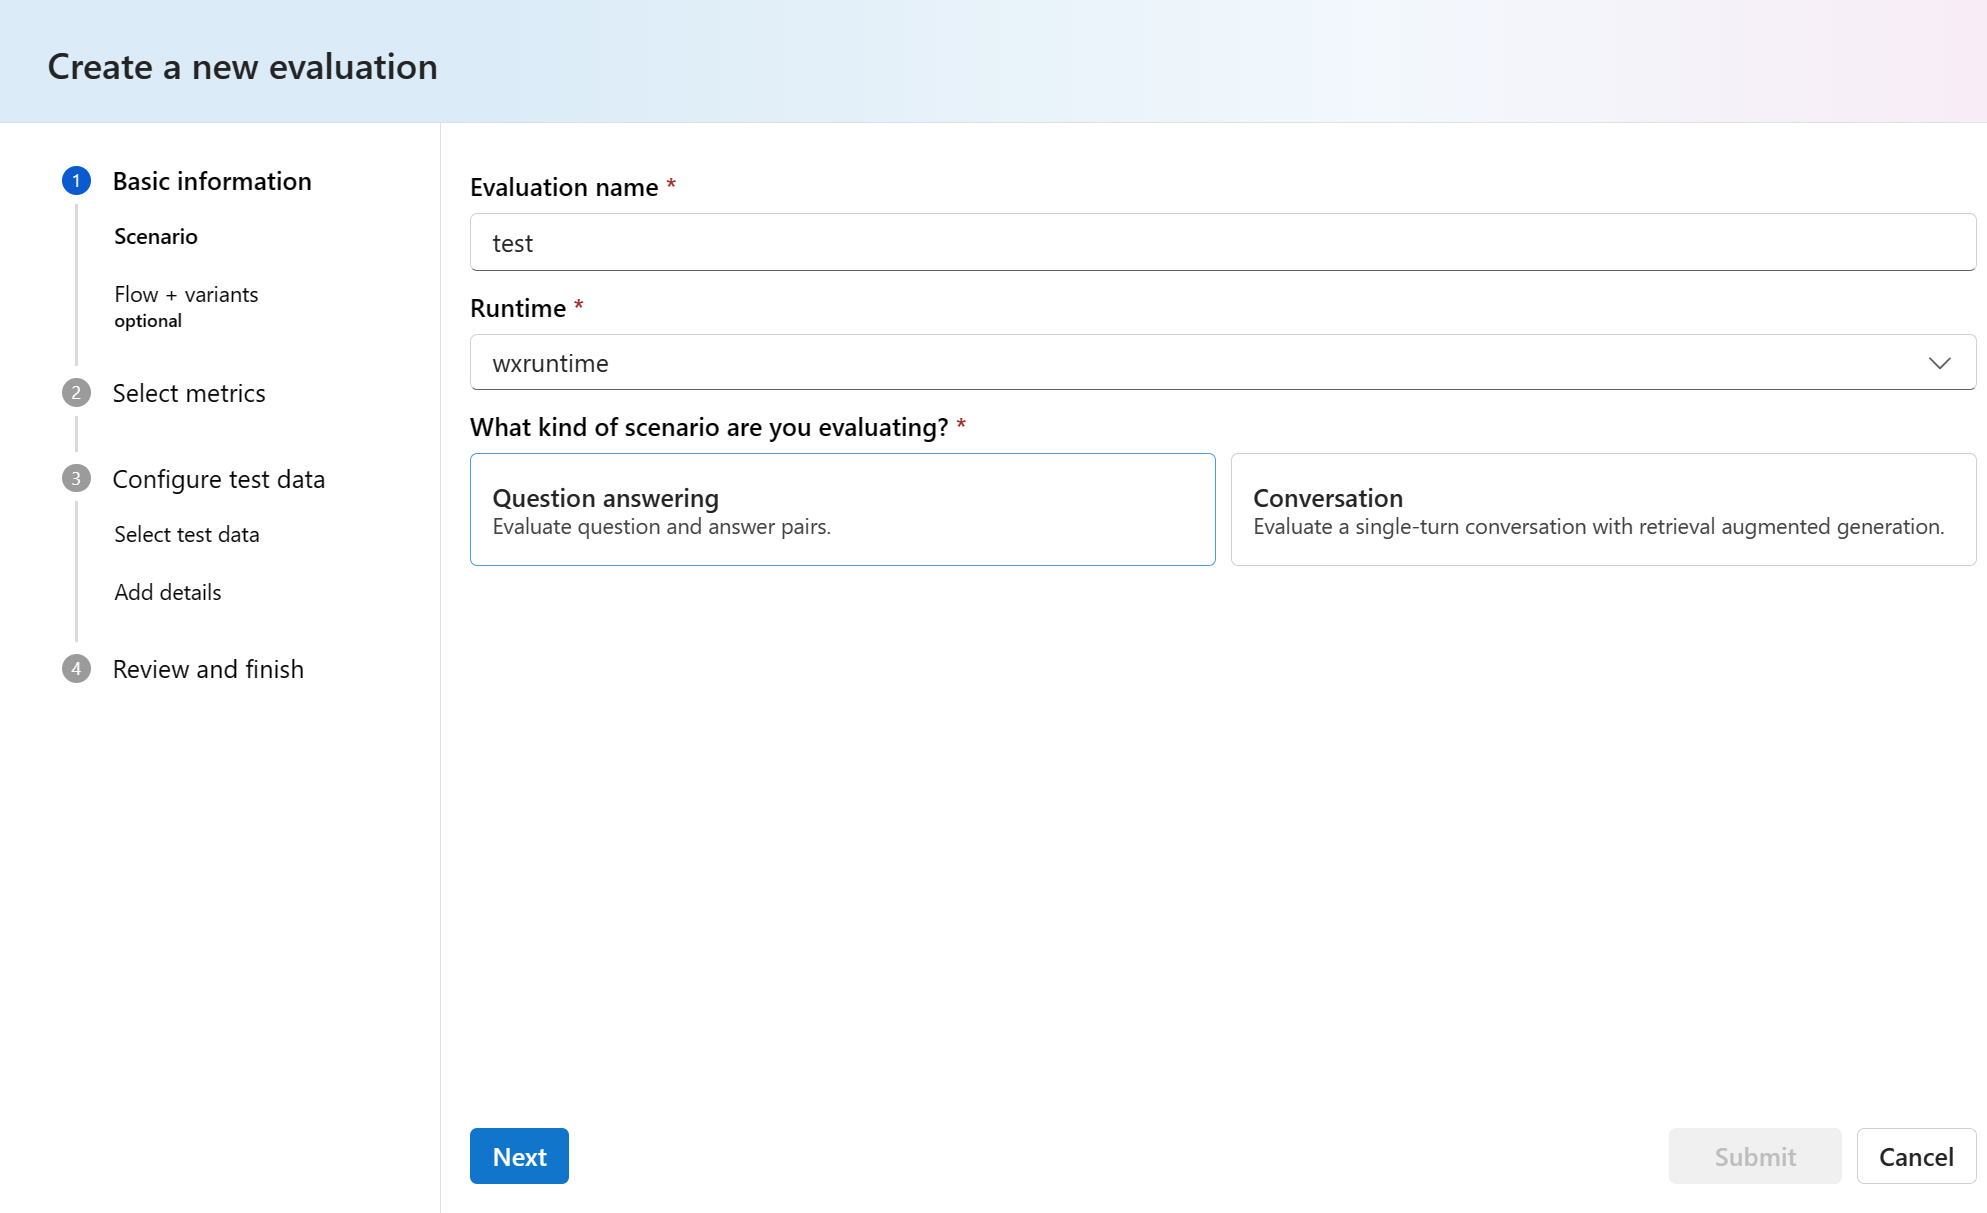 Create a new evaluation
1 Basic information
Scenario
Flow + variants
optional
2 Select metrics
3 Configure test data
Select test data
Add details
4 Review and finish
Evaluation name *
test
Runtime *
wxruntime
What kind of scenario are you evaluating? *
Question answering
Evaluate question and answer pairs.
Conversation
Evaluate a single-turn conversation with retrieval augmented generation.
Next
Submit
Cancel